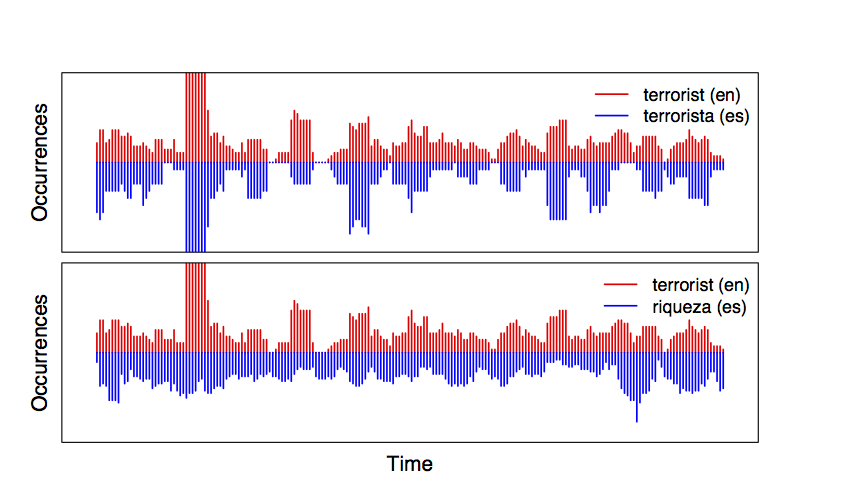 terrorist (en)
terrorista (es)
Occurrences
terrorist (en)
riqueza (es)
Occurrences
Time